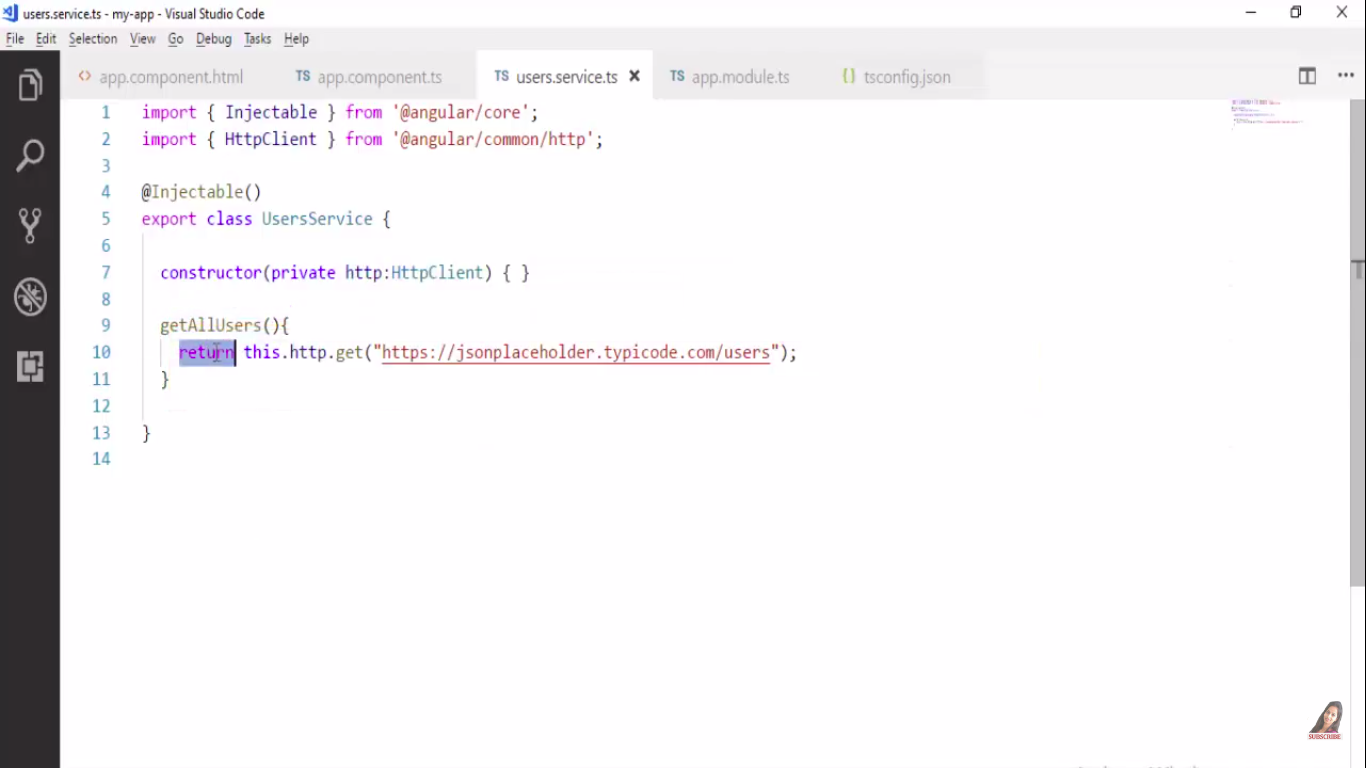 users.service.ts - my-app - Visual Studio Code
File Edit Selection View Go Debug Tasks Help
<> app.component.html TS app.component.ts TS users.service.ts × TS app.module.ts {} tsconfig.json
1 import { Injectable } from '@angular/core';
2 import { HttpClient } from '@angular/common/http';
3
4 @Injectable()
5 export class UsersService {
6
7 constructor(private http:HttpClient) { }
8
9 getAllUsers(){
10 return this.http.get("https://jsonplaceholder.typicode.com/users");
11 }
12
13 }
14
SUBSCRIBE